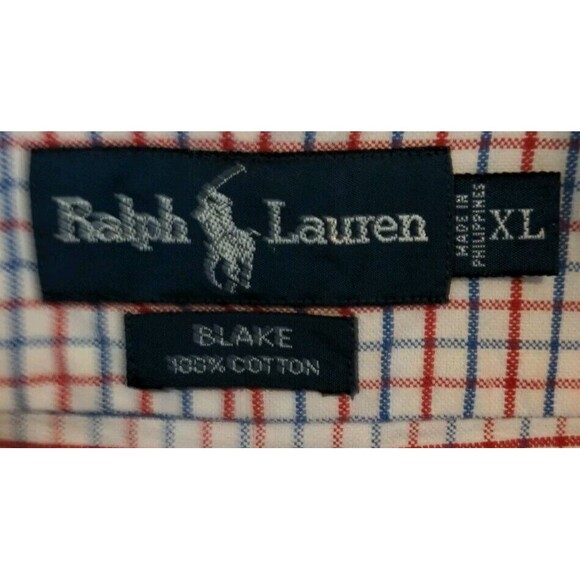 Ralph Lauren
MADE IN
PHILIPPINES
XL
BLAKE
100% COTTON